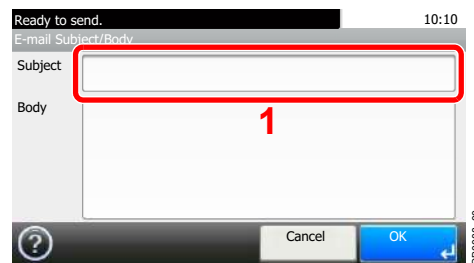 Ready to send. 10:10
E-mail Subject/Body
Subject
Body
1
? Cancel OK